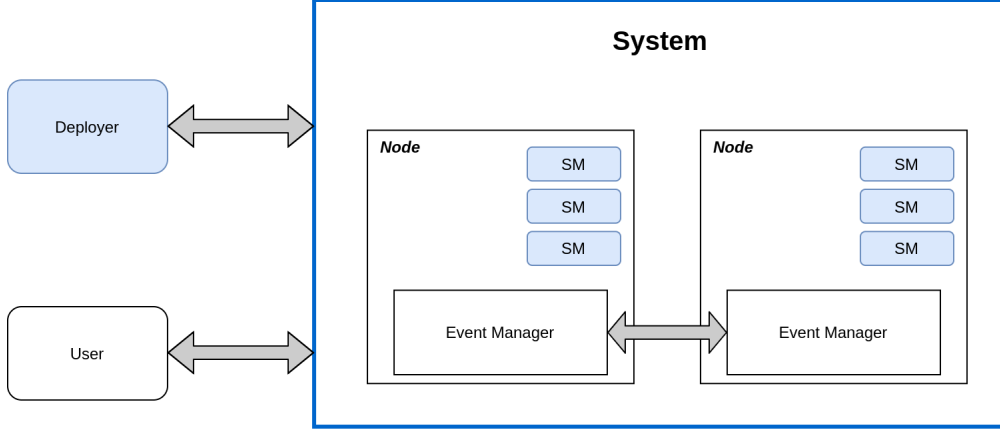 System
Deployer
Node
SM
SM
SM
Event Manager
Node
SM
SM
SM
Event Manager
User